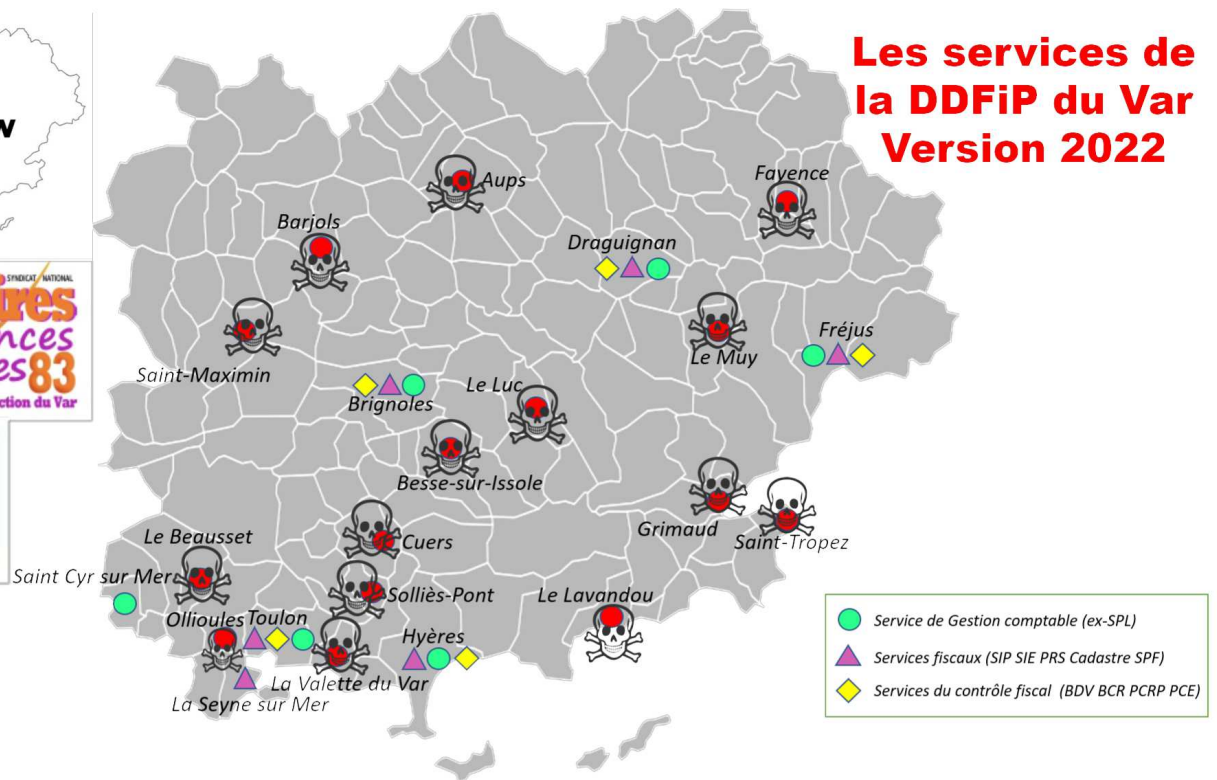 Les services de
la DDFiP du Var
Version 2022
SYNDICAT NATIONAL
83
ction du Var
Aups
Fayence
Barjols
Draguignan
Le Muy
Fréjus
Saint-Maximin
Brignoles
Le Luc
Besse-sur-Issole
Grimaud
Saint-Tropez
Cuers
Le Beausset
Saint Cyr sur Mer
Solliès-Pont
Le Lavandou
Ollioules
Toulon
Hyères
La Valette du Var
La Seyne sur Mer
Service de Gestion comptable (ex-SPL)
Services fiscaux (SIP SIE PRS Cadastre SPF)
Services du contrôle fiscal (BDV BCR PCRP PCE)